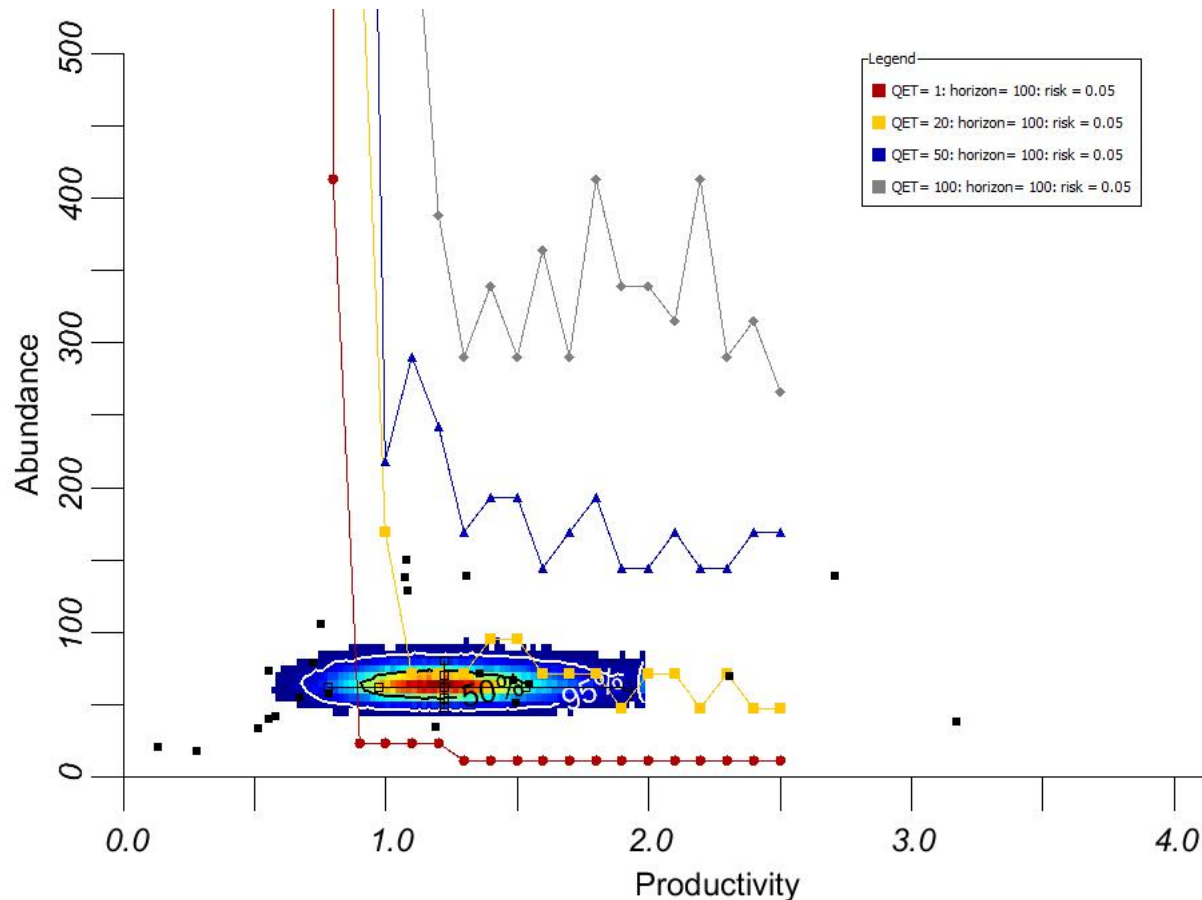 Legend
QET= 1: horizon= 100: risk = 0.05
QET= 20: horizon= 100: risk = 0.05
QET= 50: horizon= 100: risk = 0.05
QET= 100: horizon= 100: risk = 0.05
500
400
300
200
100
0
Abundance
50%
95%
0.0 1.0 2.0 3.0 4.0
Productivity